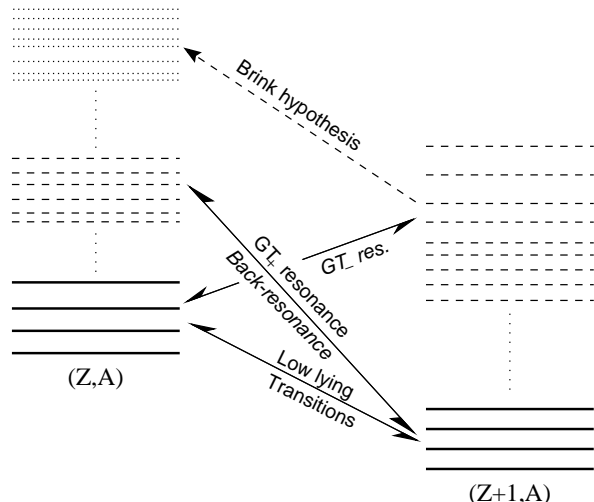 Brink hypothesis
GT+ resonance
Back-resonance
GT− res.
Low lying
Transitions
(Z,A)
(Z+1,A)